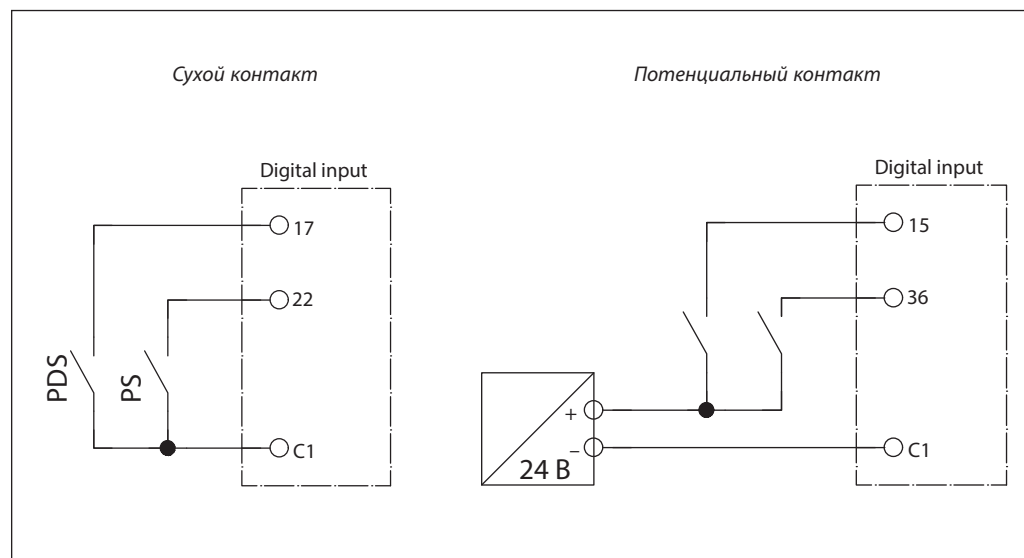 Сухой контакт
Потенциальный контакт
Digital input
17
22
PDS
PS
C1
Digital input
15
36
+
–
24 В
C1